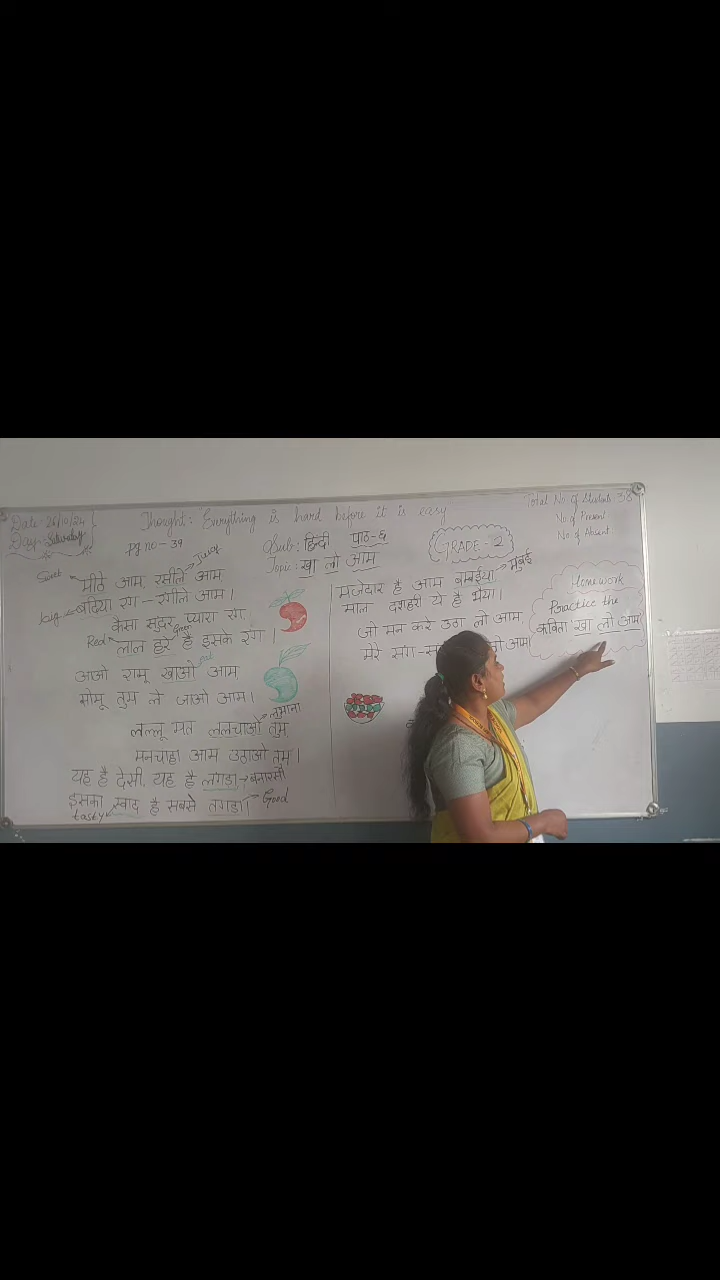 Date-26/10/24
Day-Saturday
Thought: Everything is hard before it is easy
Total No. of Students 38
No. of Present
No. of Absent
pg no-39
Sub: हिन्दी पाठ-६
Topic: खा लो आम
GRADE-2
Sweet
Juicy
मीठे आम, रसीले आम
बढिया रंग-रंगीले आम।
कैसा सुंदर, प्यारा रंग
Red
Green
लाल हरे है इसके रंग।
eat
आओ रामू खाओ आम
सोमू तुम ले जाओ आम।
लुभाना
लल्लू मत ललचाओ तुम
मनचाहा आम उठाओ तुम।
यह है देसी, यह है लंगडा→बनारसी
इसका स्वाद है सबसे तगडा।
Good
tasty
मजेदार है आम बम्बईया
मुंबई
माल दशहरी ये है भैया।
जो मन करे उठा लो आम
मेरे संग-
आम।
Homework
Practice the
कविता खा लो आम